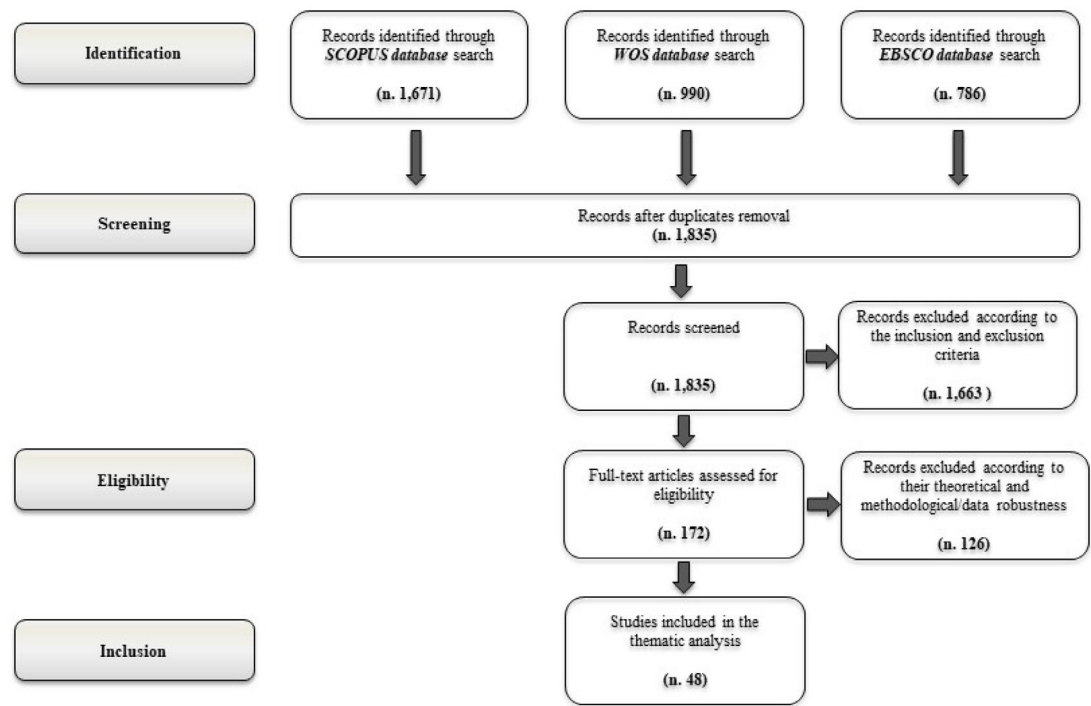 Identification
Records identified through
SCOPUS database search
(n. 1,671)
Records identified through
WOS database search
(n. 990)
Records identified through
EBSCO database search
(n. 786)
Screening
Records after duplicates removal
(n. 1,835)
Records screened
(n. 1,835)
Records excluded according to
the inclusion and exclusion
criteria
(n. 1,663 )
Eligibility
Full-text articles assessed for
eligibility
(n. 172)
Records excluded according to
their theoretical and
methodological/data robustness
(n. 126)
Inclusion
Studies included in the
thematic analysis
(n. 48)